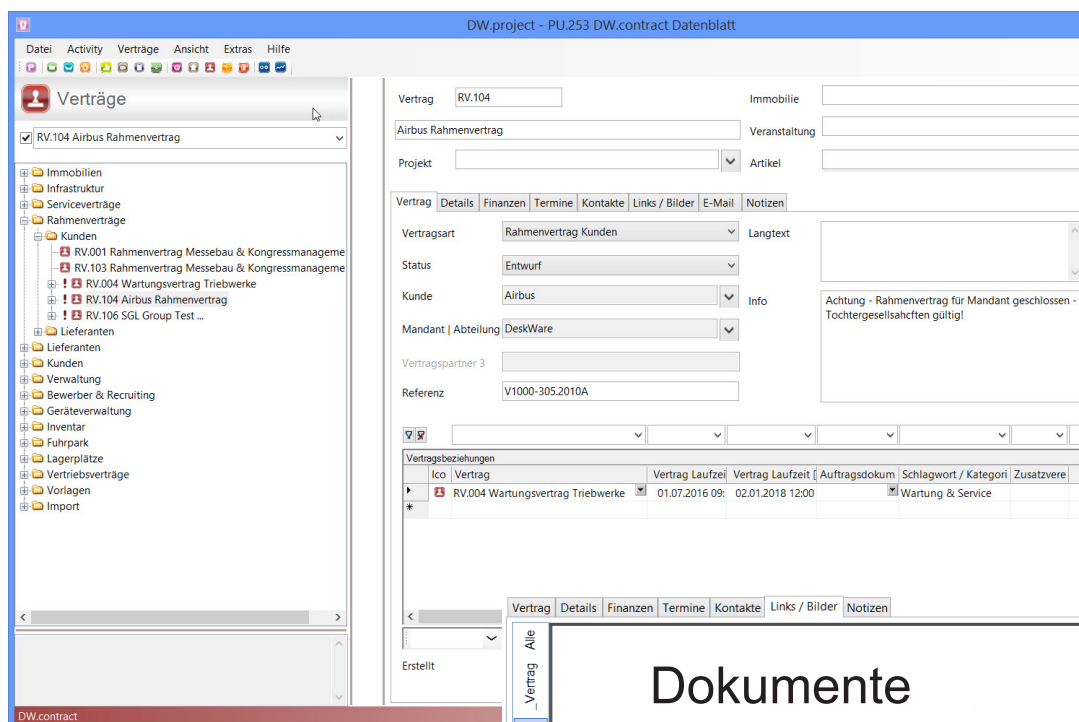 DW.project - PU.253 DW.contract Datenblatt
Datei Activity Verträge Ansicht Extras Hilfe
Verträge
RV.104 Airbus Rahmenvertrag
Immobilien
Infrastruktur
Serviceverträge
Rahmenverträge
Kunden
RV.001 Rahmenvertrag Messebau & Kongressmanageme
RV.103 Rahmenvertrag Messebau & Kongressmanageme
! RV.004 Wartungsvertrag Triebwerke
! RV.104 Airbus Rahmenvertrag
! RV.106 SGL Group Test ...
Lieferanten
Lieferanten
Kunden
Verwaltung
Bewerber & Recruiting
Geräteverwaltung
Inventar
Fuhrpark
Lagerplätze
Vertriebsverträge
Vorlagen
Import
DW.contract
Vertrag RV.104 Immobilie
Airbus Rahmenvertrag Veranstaltung
Projekt Artikel
Vertrag Details Finanzen Termine Kontakte Links / Bilder E-Mail Notizen
Vertragsart Rahmenvertrag Kunden Langtext
Status Entwurf
Kunde Airbus Info Achtung - Rahmenvertrag für Mandant geschlossen -
Tochtergesellsahcften gültig!
Mandant | Abteilung DeskWare
Vertragspartner 3
Referenz V1000-305.2010A
Vertragsbeziehungen
Ico Vertrag Vertrag Laufzei Vertrag Laufzeit [ Auftragsdokum Schlagwort / Kategori Zusatzvere
RV.004 Wartungsvertrag Triebwerke 01.07.2016 09: 02.01.2018 12:00 Wartung & Service
Erstellt
Vertrag Details Finanzen Termine Kontakte Links / Bilder Notizen
Alle
_Vertrag
Dokumente